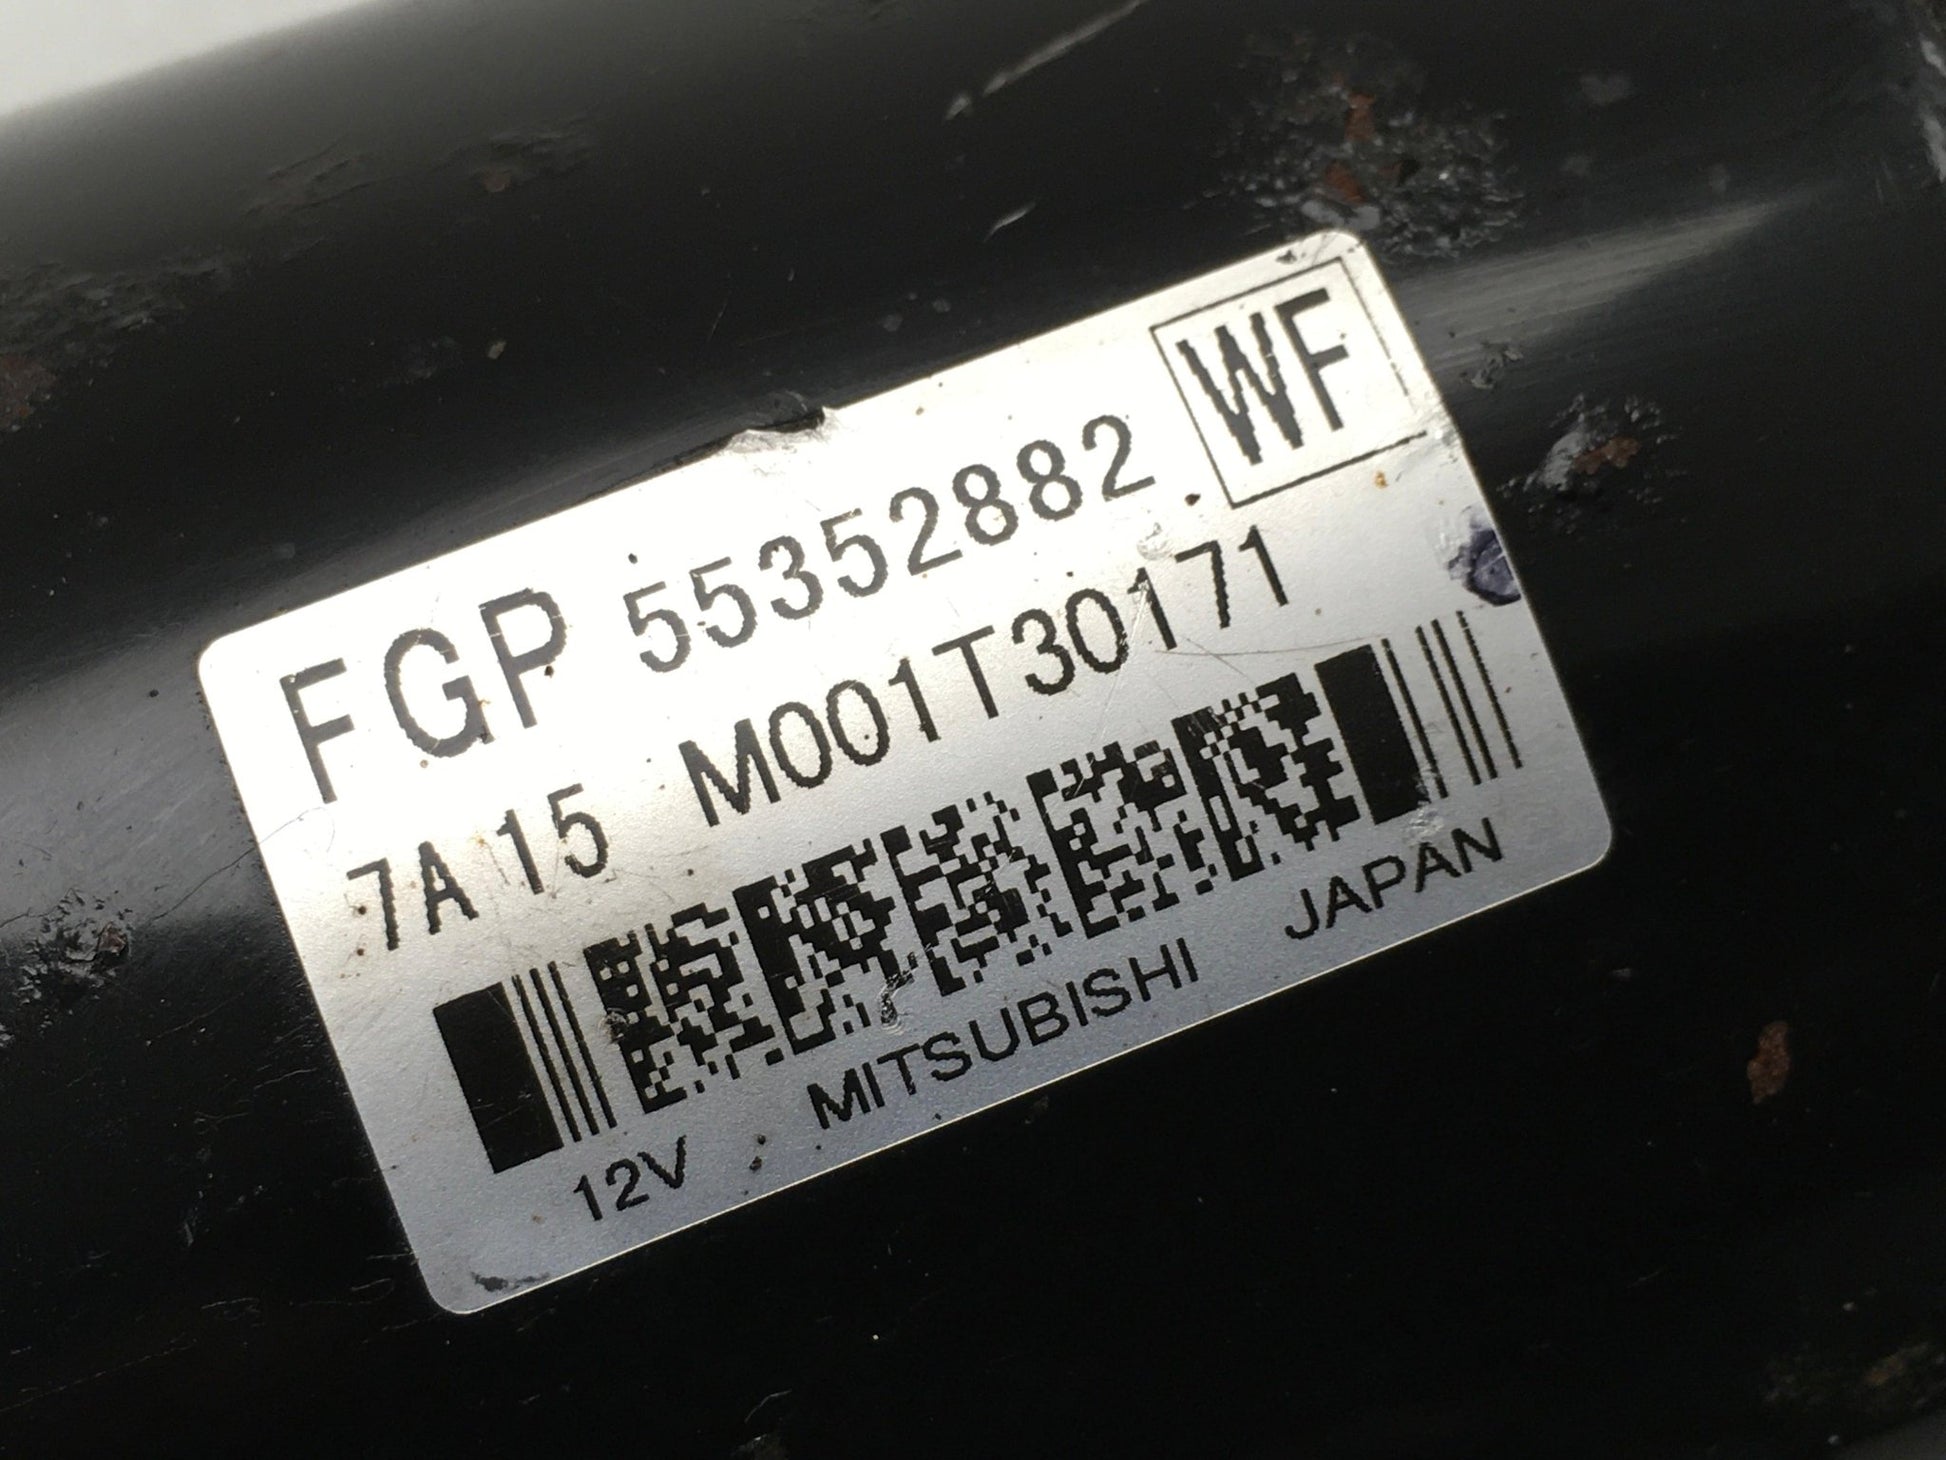 WF
FGP 55352882
7A15 M001T30171
12V MITSUBISHI JAPAN